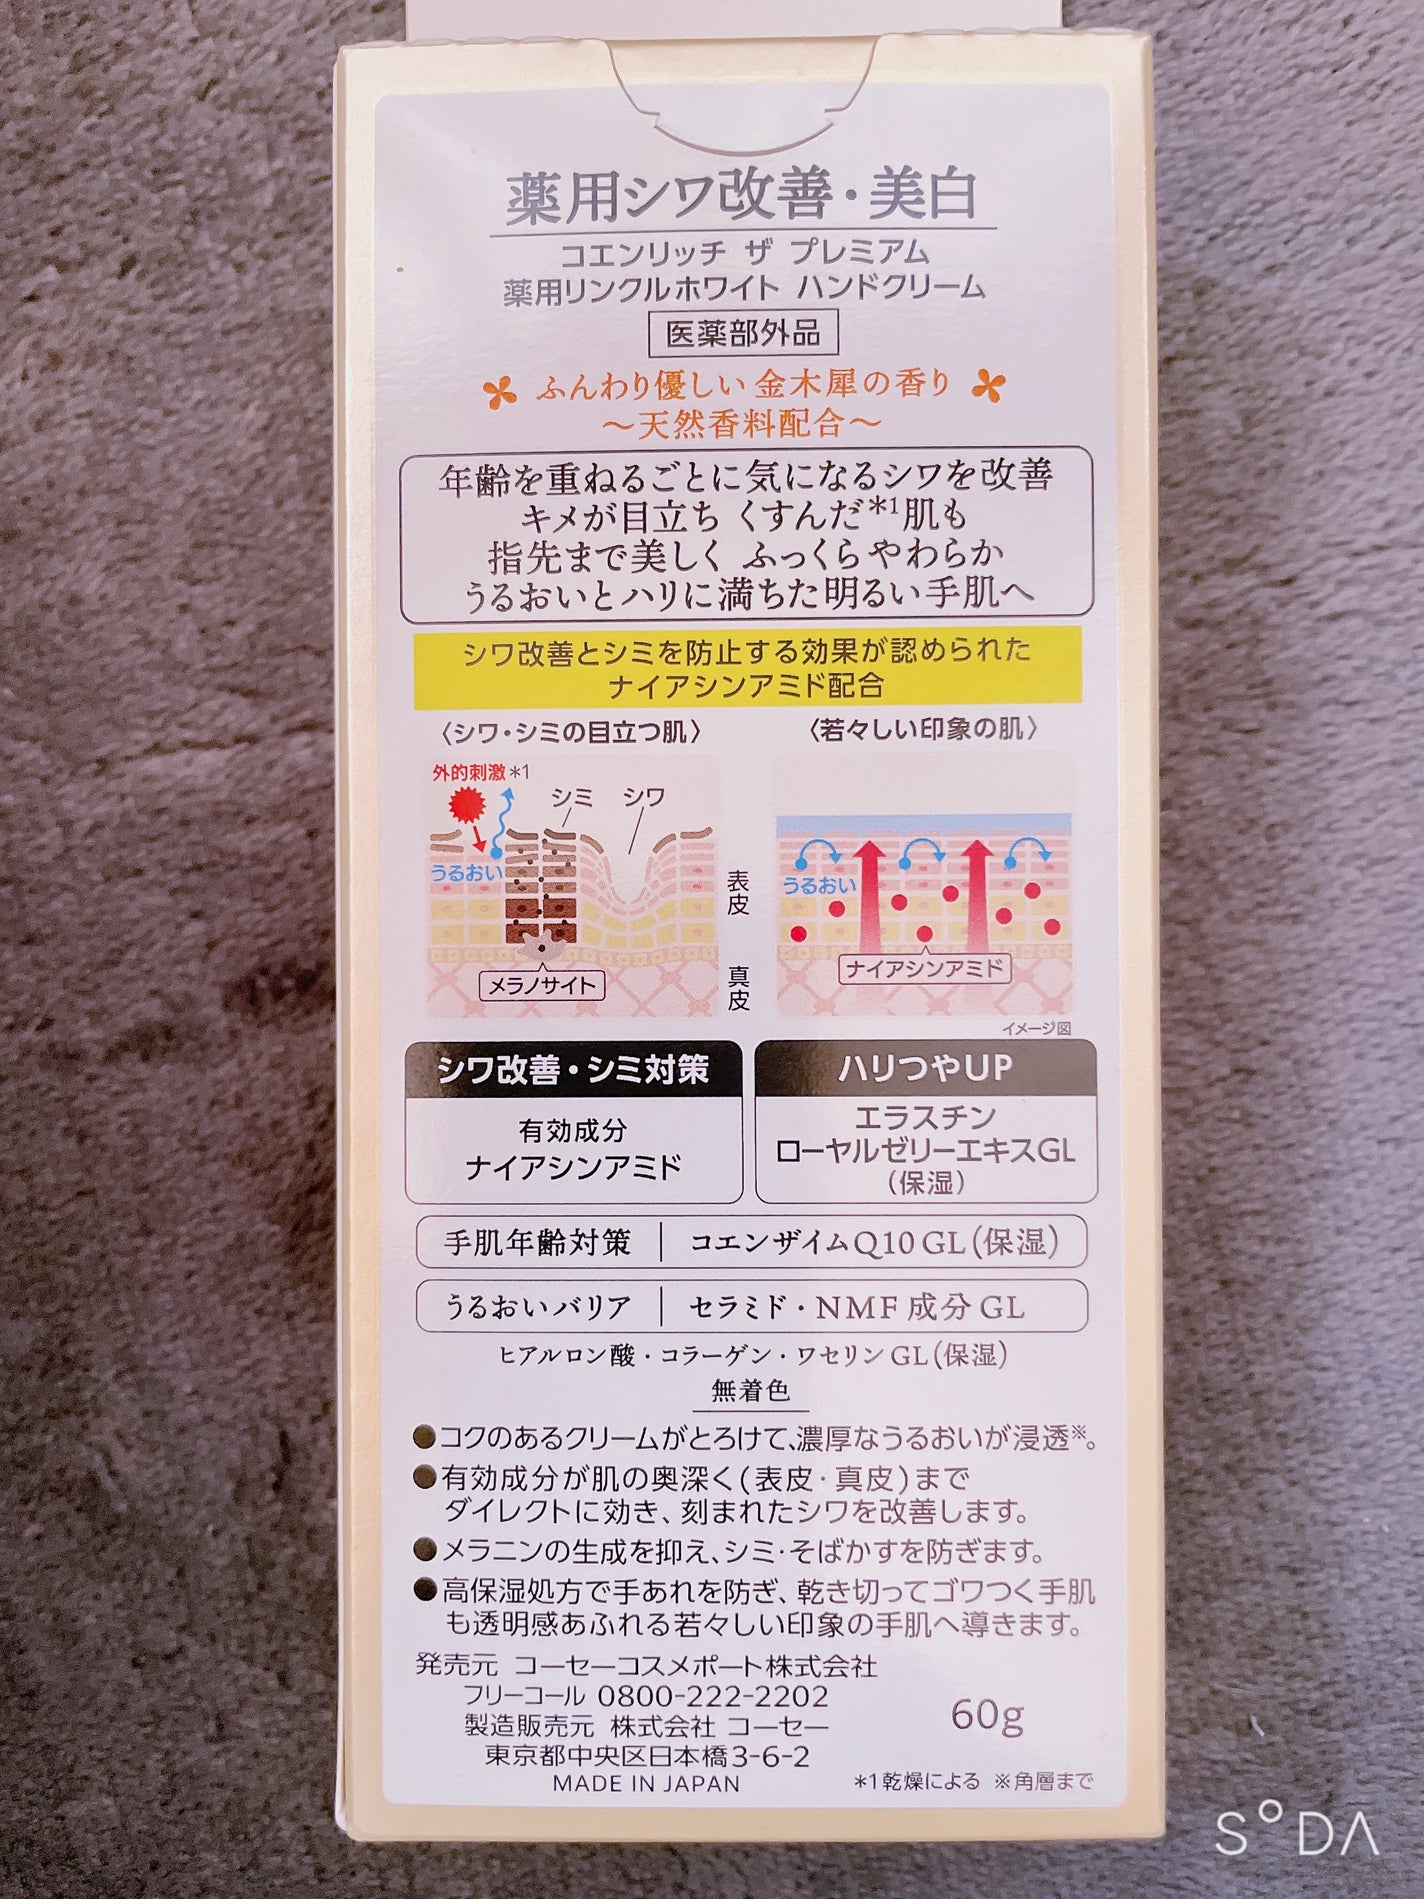 薬用シワ改善・美白
コエンリッチ ザ プレミアム
薬用リンクルホワイト ハンドクリーム
医薬部外品
ふんわり優しい金木犀の香り
～天然香料配合～
年齢を重ねるごとに気になるシワを改善
キメが目立ち くすんだ*1肌も
指先まで美しく ふっくらやわらか
うるおいとハリに満ちた明るい手肌へ
シワ改善とシミを防止する効果が認められた
ナイアシンアミド配合
〈シワ・シミの目立つ肌〉
外的刺激*1
シミ シワ
うるおい
メラノサイト
表皮
真皮
〈若々しい印象の肌〉
うるおい
ナイアシンアミド
イメージ図
シワ改善・シミ対策
有効成分
ナイアシンアミド
ハリつやUP
エラスチン
ローヤルゼリーエキスGL
(保湿)
手肌年齢対策 | コエンザイムQ10 GL(保湿)
うるおいバリア | セラミド・NMF成分GL
ヒアルロン酸・コラーゲン・ワセリンGL(保湿)
無着色
●コクのあるクリームがとろけて、濃厚なうるおいが浸透※。
●有効成分が肌の奥深く(表皮・真皮)まで
ダイレクトに効き、刻まれたシワを改善します。
●メラニンの生成を抑え、シミ・そばかすを防ぎます。
●高保湿処方で手あれを防ぎ、乾き切ってゴワつく手肌
も透明感あふれる若々しい印象の手肌へ導きます。
発売元 コーセーコスメポート株式会社
フリーコール 0800-222-2202
製造販売元 株式会社 コーセー
東京都中央区日本橋3-6-2
MADE IN JAPAN
60g
*1乾燥による ※角層まで
SODA